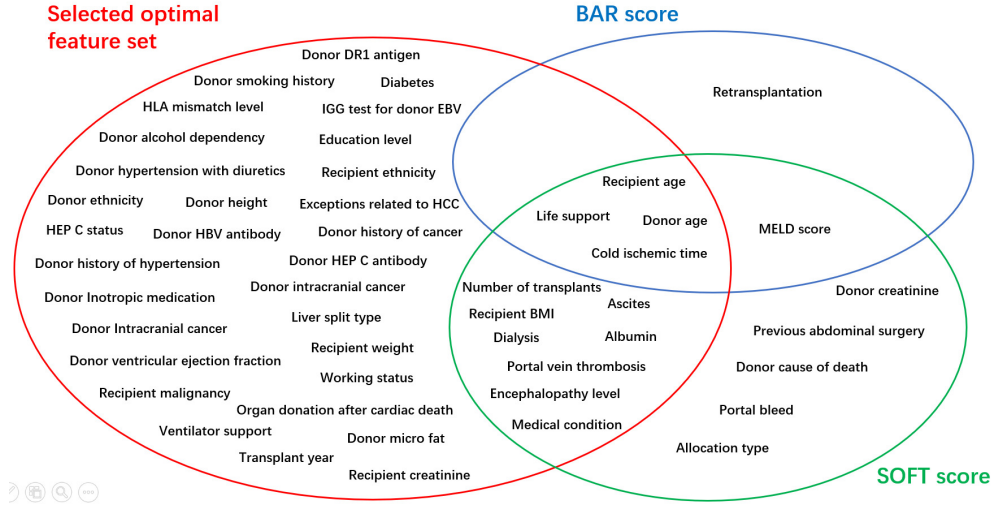 Selected optimal
feature set
BAR score
Donor DR1 antigen
Donor smoking history
Diabetes
Retransplantation
HLA mismatch level
IGG test for donor EBV
Donor alcohol dependency
Education level
Donor hypertension with diuretics
Recipient ethnicity
Recipient age
Donor ethnicity
Donor height
Exceptions related to HCC
Life support
Donor age
HEP C status
Donor HBV antibody
Donor history of cancer
MELD score
Donor history of hypertension
Donor HEP C antibody
Cold ischemic time
Donor Inotropic medication
Donor intracranial cancer
Number of transplants
Ascites
Donor creatinine
Liver split type
Recipient BMI
Donor Intracranial cancer
Dialysis
Albumin
Previous abdominal surgery
Donor ventricular ejection fraction
Recipient weight
Portal vein thrombosis
Donor cause of death
Recipient malignancy
Working status
Encephalopathy level
Organ donation after cardiac death
Portal bleed
Ventilator support
Donor micro fat
Medical condition
Allocation type
Transplant year
Recipient creatinine
SOFT score